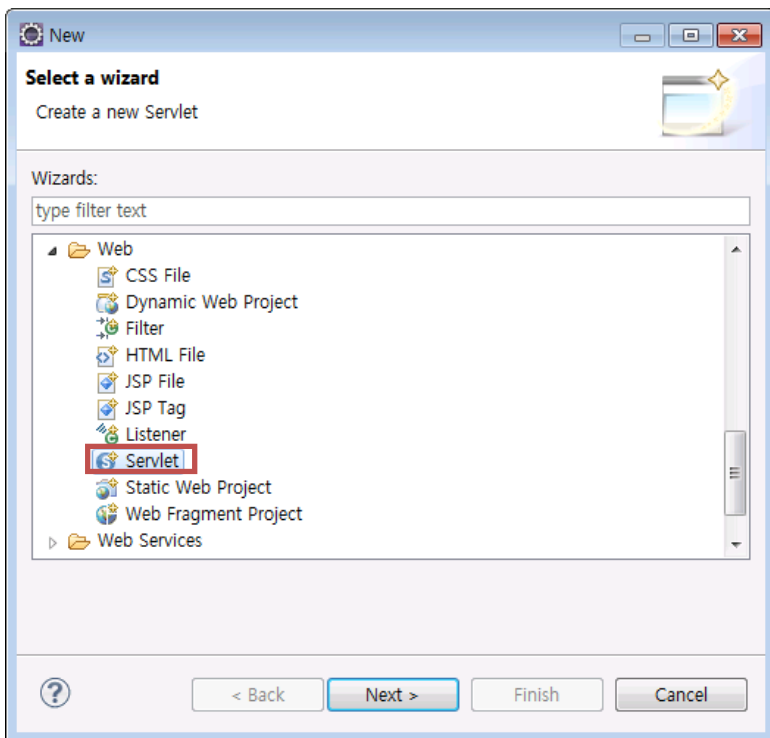 New
Select a wizard
Create a new Servlet
Wizards:
type filter text
Web
CSS File
Dynamic Web Project
Filter
HTML File
JSP File
JSP Tag
Listener
Servlet
Static Web Project
Web Fragment Project
Web Services
?
< Back Next > Finish Cancel